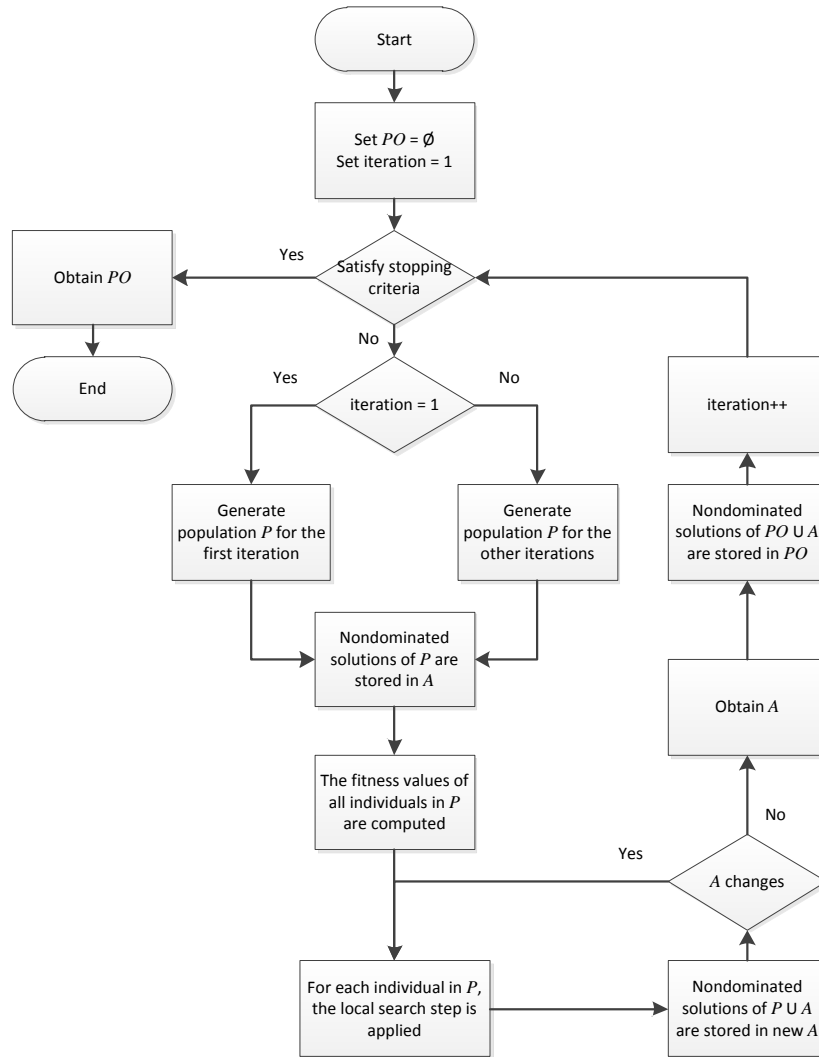 Start
Set PO = Ø
Set iteration = 1
Satisfy stopping
criteria
Yes
Obtain PO
End
No
iteration = 1
Yes
No
Generate
population P for the
first iteration
Generate
population P for the
other iterations
Nondominated
solutions of P are
stored in A
The fitness values of
all individuals in P
are computed
For each individual in P,
the local search step is
applied
Nondominated
solutions of P U A
are stored in new A
A changes
Yes
No
Obtain A
Nondominated
solutions of PO U A
are stored in PO
iteration++